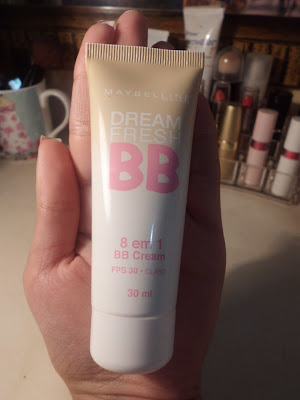 MAYBELLINE
DREAM
FRESH
BB
8 em 1
BB Cream
FPS 30 • CLARO
30 ml